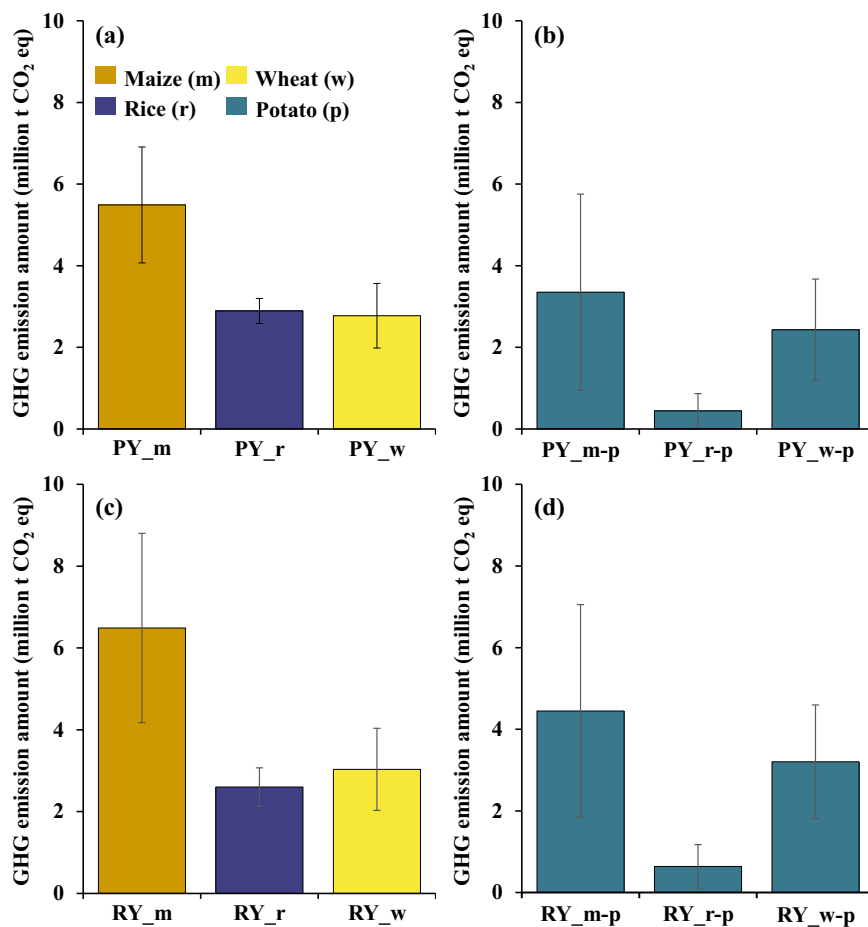 GHG emission amount (million t CO₂ eq)
10
8
6
4
2
0
(a)
Maize (m)
Wheat (w)
Rice (r)
Potato (p)
PY_m
PY_r
PY_w
GHG emission amount (million t CO₂ eq)
10
8
6
4
2
0
(b)
PY_m-p
PY_r-p
PY_w-p
GHG emission amount (million t CO₂ eq)
10
8
6
4
2
0
(c)
RY_m
RY_r
RY_w
GHG emission amount (million t CO₂ eq)
10
8
6
4
2
0
(d)
RY_m-p
RY_r-p
RY_w-p